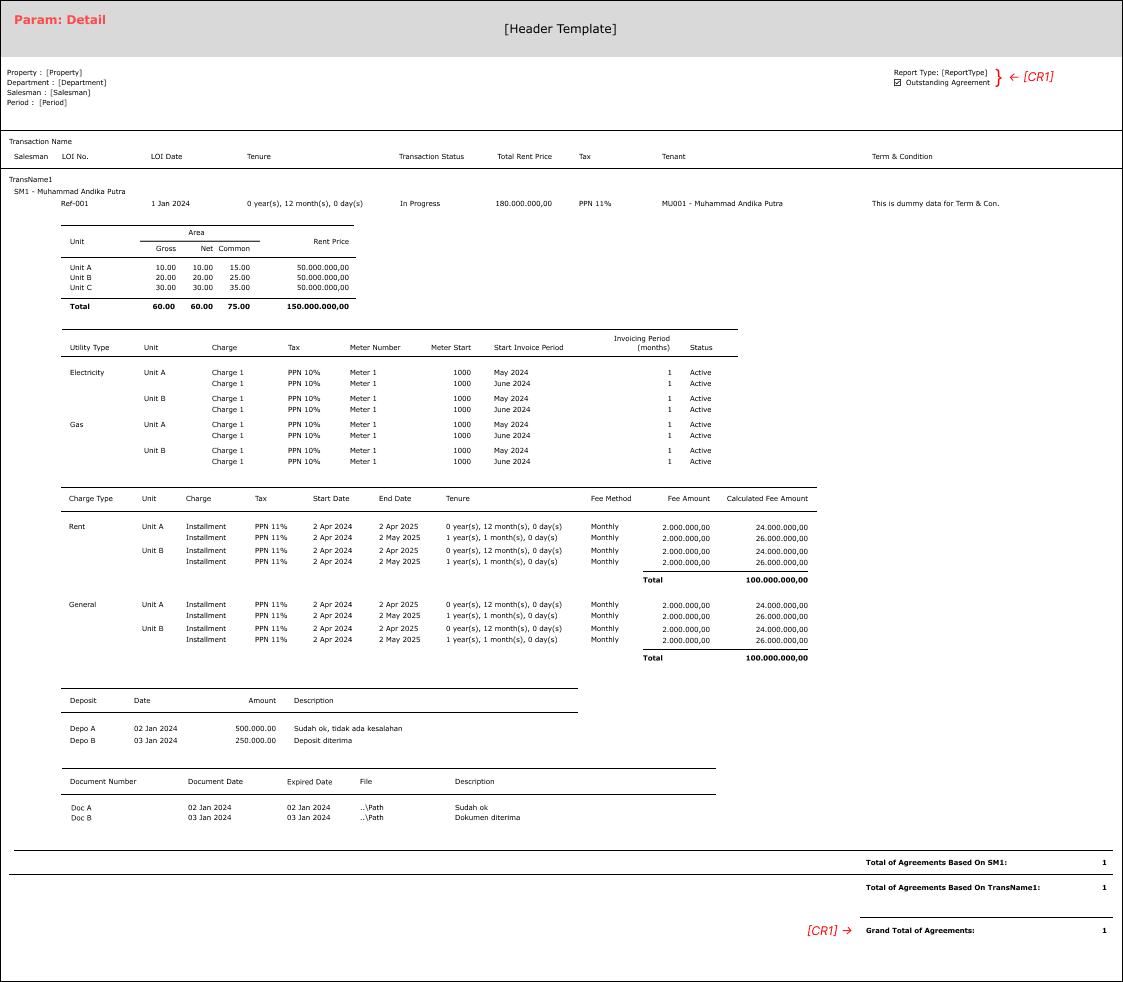 Param: Detail
[Header Template]
Property : [Property]
Department : [Department]
Salesman : [Salesman]
Period : [Period]
Report Type: [ReportType]
Outstanding Agreement
} ← [CR1]
Transaction Name
Salesman LOI No. LOI Date Tenure Transaction Status Total Rent Price Tax Tenant Term & Condition
TransName1
SM1 - Muhammad Andika Putra
Ref-001 1 Jan 2024 0 year(s), 12 month(s), 0 day(s) In Progress 180.000.000,00 PPN 11% MU001 - Muhammad Andika Putra This is dummy data for Term & Con.
Area
Unit Rent Price
Gross Net Common
Unit A 10.00 10.00 15.00 50.000.000,00
Unit B 20.00 20.00 25.00 50.000.000,00
Unit C 30.00 30.00 35.00 50.000.000,00
Total 60.00 60.00 75.00 150.000.000,00
Invoicing Period
Utility Type Unit Charge Tax Meter Number Meter Start Start Invoice Period (months) Status
Electricity Unit A Charge 1 PPN 10% Meter 1 1000 May 2024 1 Active
Charge 1 PPN 10% Meter 1 1000 June 2024 1 Active
Unit B Charge 1 PPN 10% Meter 1 1000 May 2024 1 Active
Charge 1 PPN 10% Meter 1 1000 June 2024 1 Active
Gas Unit A Charge 1 PPN 10% Meter 1 1000 May 2024 1 Active
Charge 1 PPN 10% Meter 1 1000 June 2024 1 Active
Unit B Charge 1 PPN 10% Meter 1 1000 May 2024 1 Active
Charge 1 PPN 10% Meter 1 1000 June 2024 1 Active
Charge Type Unit Charge Tax Start Date End Date Tenure Fee Method Fee Amount Calculated Fee Amount
Rent Unit A Installment PPN 11% 2 Apr 2024 2 Apr 2025 0 year(s), 12 month(s), 0 day(s) Monthly 2.000.000,00 24.000.000,00
Installment PPN 11% 2 Apr 2024 2 May 2025 1 year(s), 1 month(s), 0 day(s) Monthly 2.000.000,00 26.000.000,00
Unit B Installment PPN 11% 2 Apr 2024 2 Apr 2025 0 year(s), 12 month(s), 0 day(s) Monthly 2.000.000,00 24.000.000,00
Installment PPN 11% 2 Apr 2024 2 May 2025 1 year(s), 1 month(s), 0 day(s) Monthly 2.000.000,00 26.000.000,00
Total 100.000.000,00
General Unit A Installment PPN 11% 2 Apr 2024 2 Apr 2025 0 year(s), 12 month(s), 0 day(s) Monthly 2.000.000,00 24.000.000,00
Installment PPN 11% 2 Apr 2024 2 May 2025 1 year(s), 1 month(s), 0 day(s) Monthly 2.000.000,00 26.000.000,00
Unit B Installment PPN 11% 2 Apr 2024 2 Apr 2025 0 year(s), 12 month(s), 0 day(s) Monthly 2.000.000,00 24.000.000,00
Installment PPN 11% 2 Apr 2024 2 May 2025 1 year(s), 1 month(s), 0 day(s) Monthly 2.000.000,00 26.000.000,00
Total 100.000.000,00
Deposit Date Amount Description
Depo A 02 Jan 2024 500.000.00 Sudah ok, tidak ada kesalahan
Depo B 03 Jan 2024 250.000.00 Deposit diterima
Document Number Document Date Expired Date File Description
Doc A 02 Jan 2024 02 Jan 2024 ..\Path Sudah ok
Doc B 03 Jan 2024 03 Jan 2024 ..\Path Dokumen diterima
Total of Agreements Based On SM1: 1
Total of Agreements Based On TransName1: 1
[CR1] → Grand Total of Agreements: 1